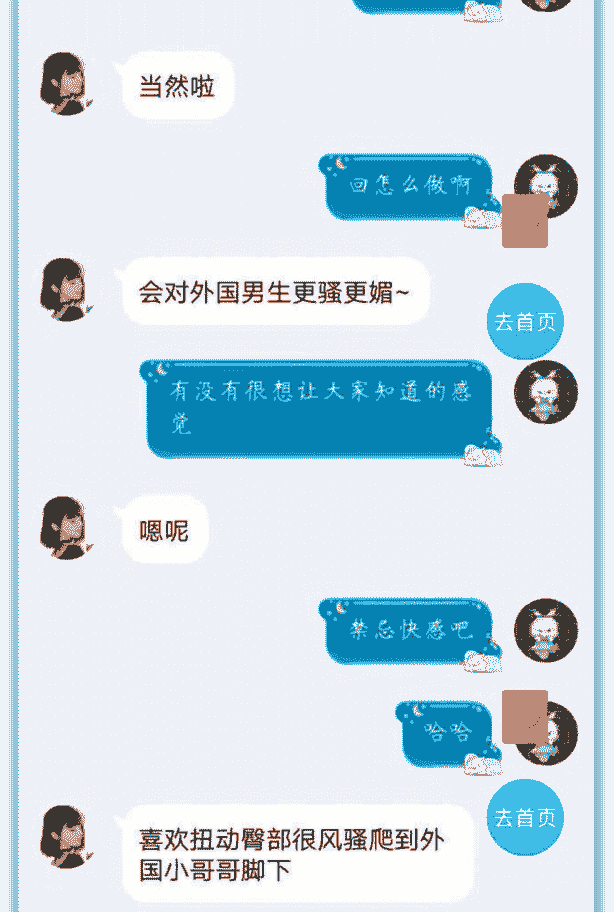 当然啦
回怎么做啊
会对外国男生更骚更媚~
去首页
有没有很想让大家知道的感
觉
嗯呢
禁忌快感吧
哈哈
去首页
喜欢扭动臀部很风骚爬到外
国小哥哥脚下